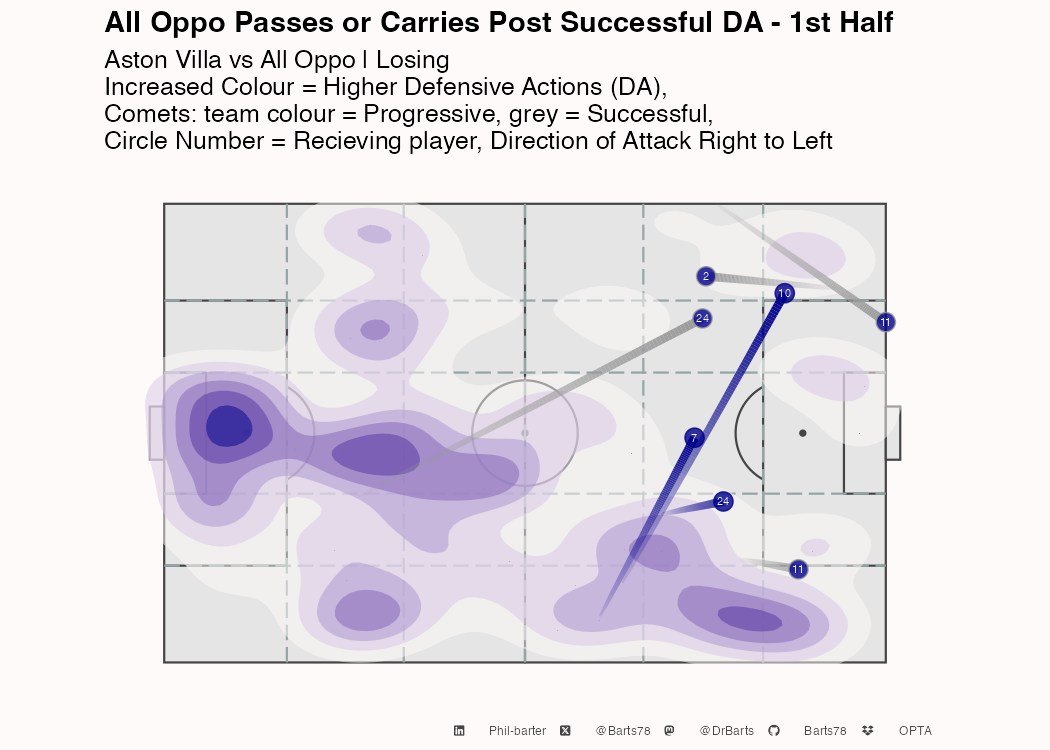 All Oppo Passes or Carries Post Successful DA - 1st Half
Aston Villa vs All Oppo | Losing
Increased Colour = Higher Defensive Actions (DA),
Comets: team colour = Progressive, grey = Successful,
Circle Number = Recieving player, Direction of Attack Right to Left
2
10
24
11
7
24
11
Phil-barter @Barts78 @DrBarts Barts78 OPTA